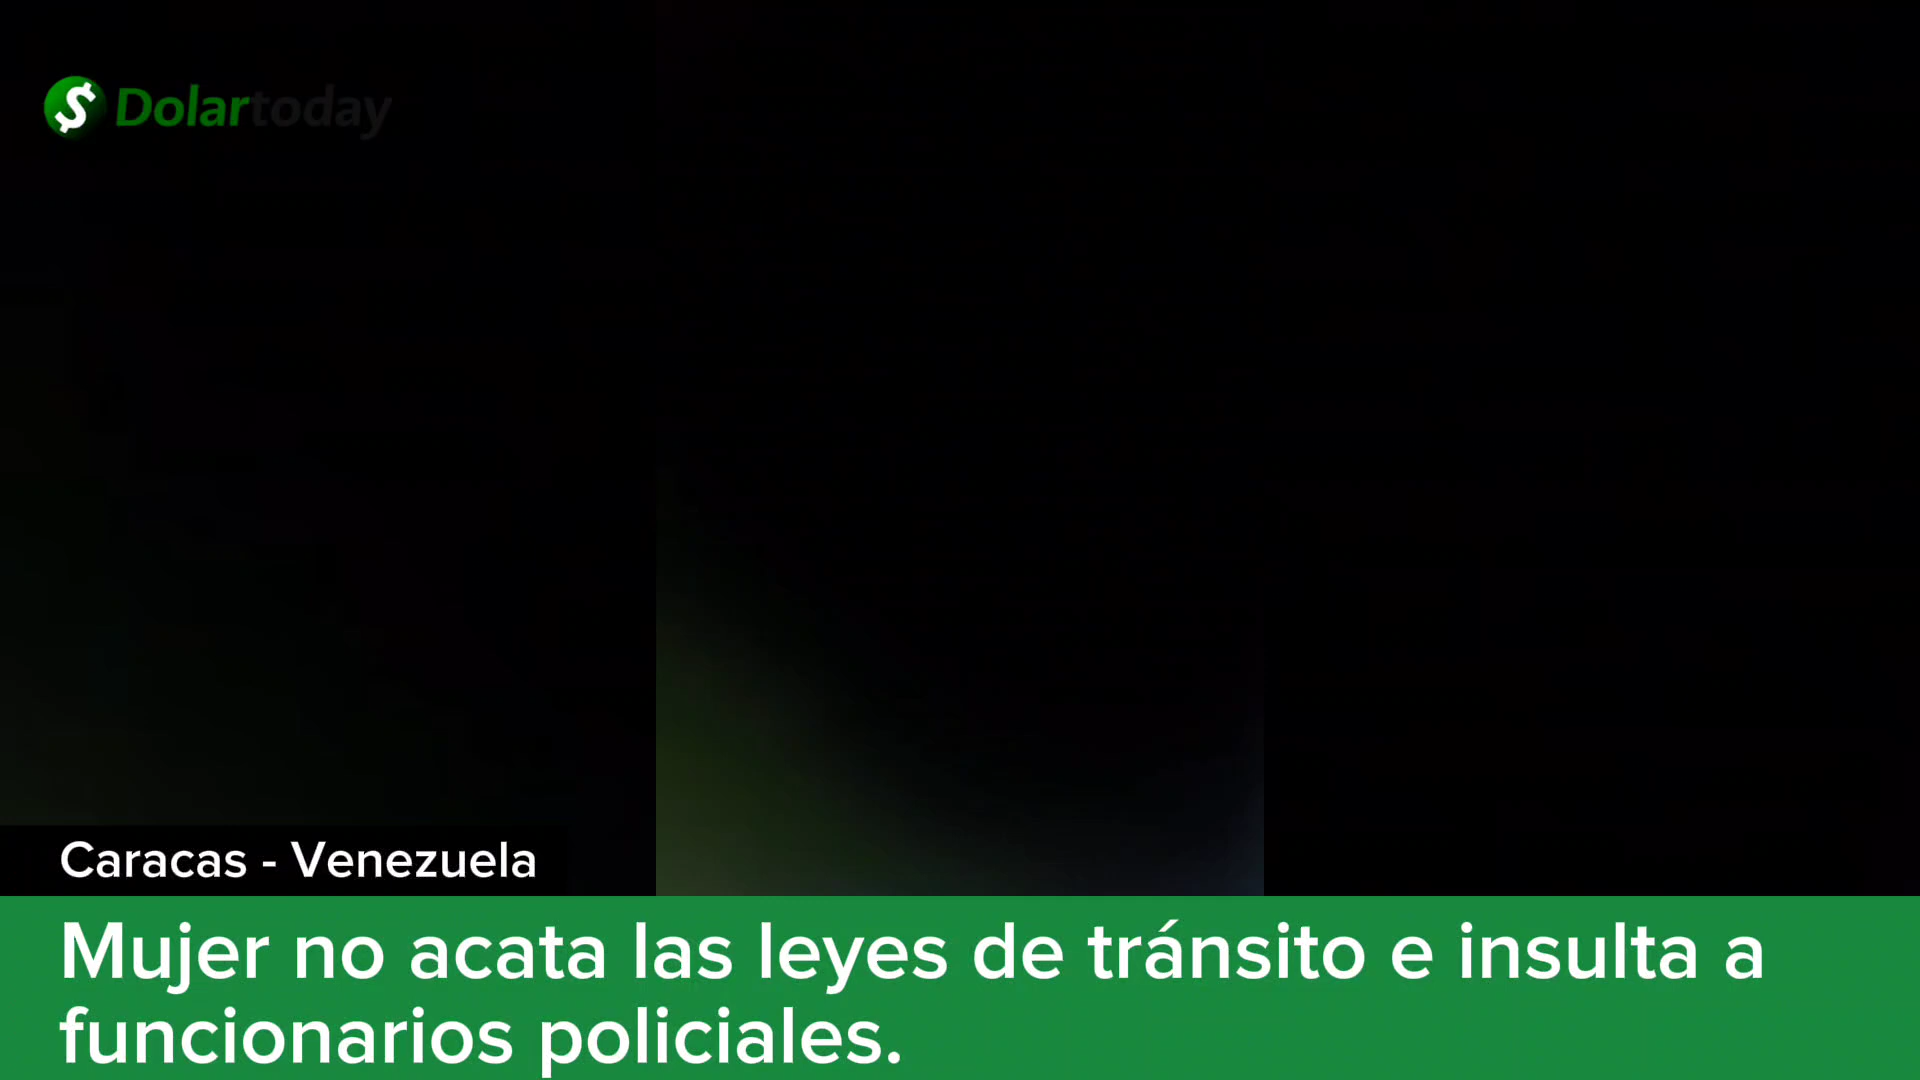 Dolartoday
Caracas - Venezuela
Mujer no acata las leyes de tránsito e insulta a
funcionarios policiales.